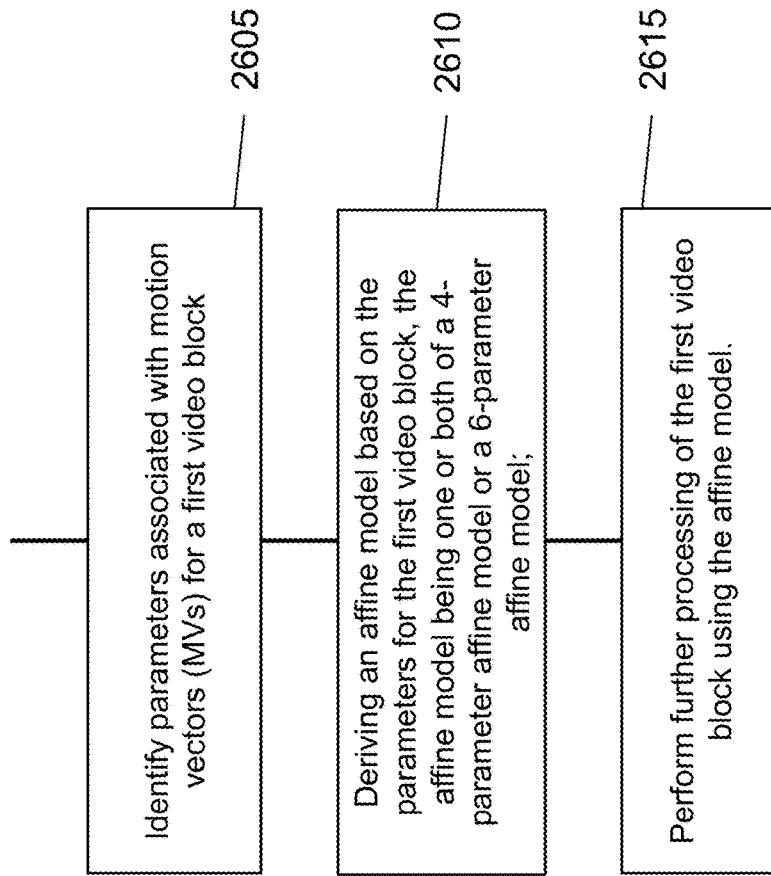 Identify parameters associated with motion
vectors (MVs) for a first video block
2605
Deriving an affine model based on the
parameters for the first video block, the
affine model being one or both of a 4-
parameter affine model or a 6-parameter
affine model;
2610
Perform further processing of the first video
block using the affine model.
2615